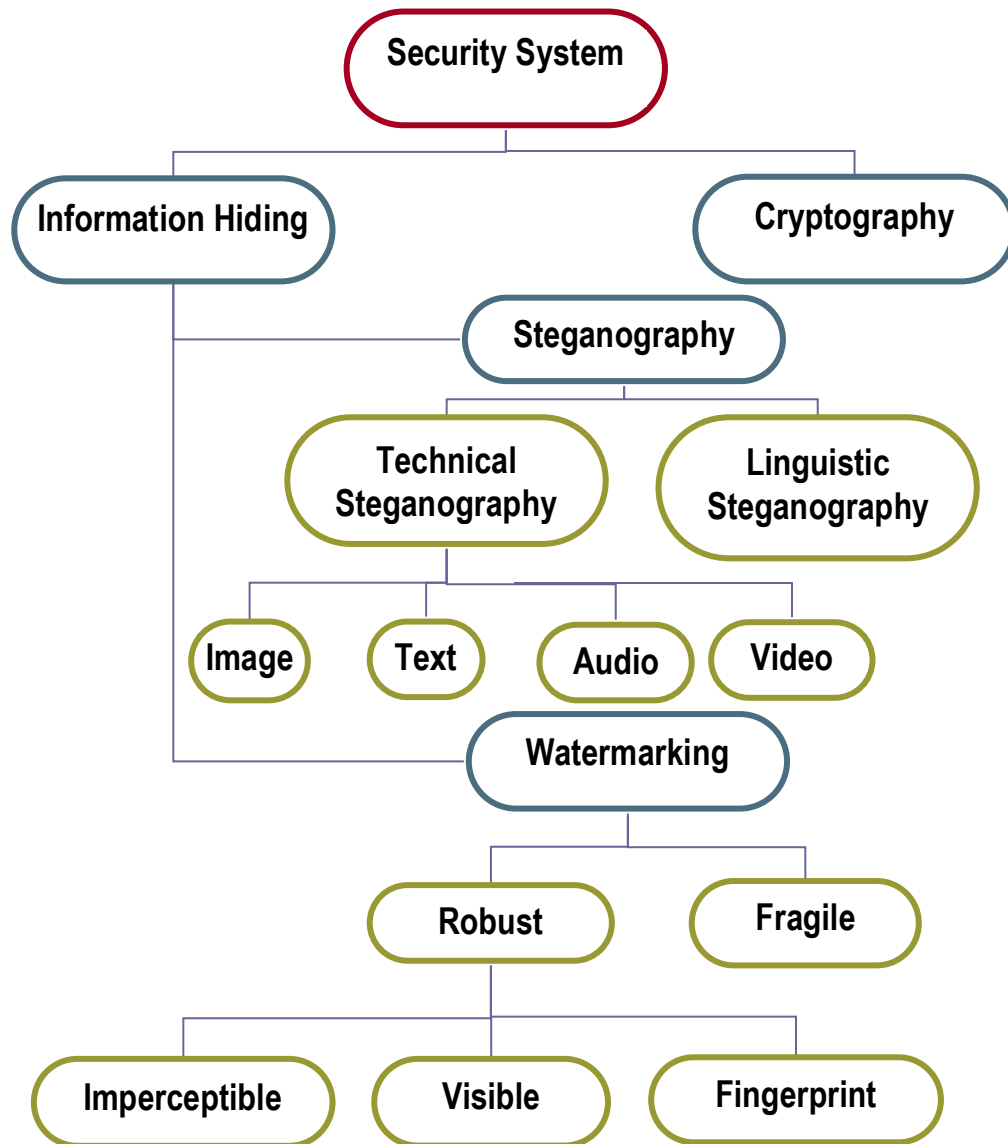 Security System
Information Hiding
Cryptography
Steganography
Technical
Steganography
Linguistic
Steganography
Image
Text
Audio
Video
Watermarking
Robust
Fragile
Imperceptible
Visible
Fingerprint